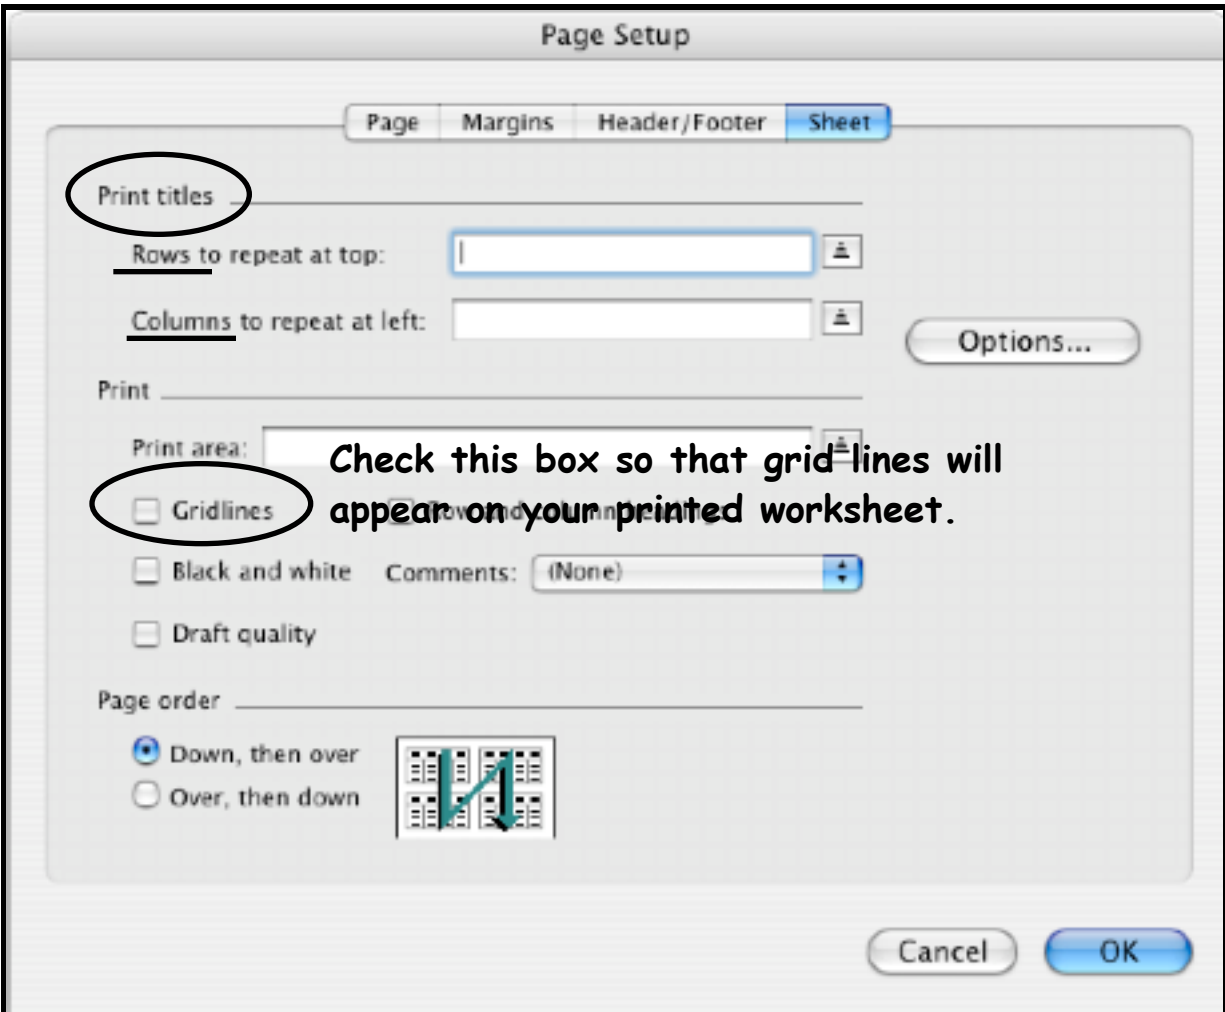 Page Setup
Page Margins Header/Footer Sheet
Print titles
Rows to repeat at top:
Columns to repeat at left:
Options...
Print
Print area:
Check this box so that grid lines will
appear on your printed worksheet.
Gridlines
Black and white Comments: (None)
Draft quality
Page order
Down, then over
Over, then down
Cancel OK